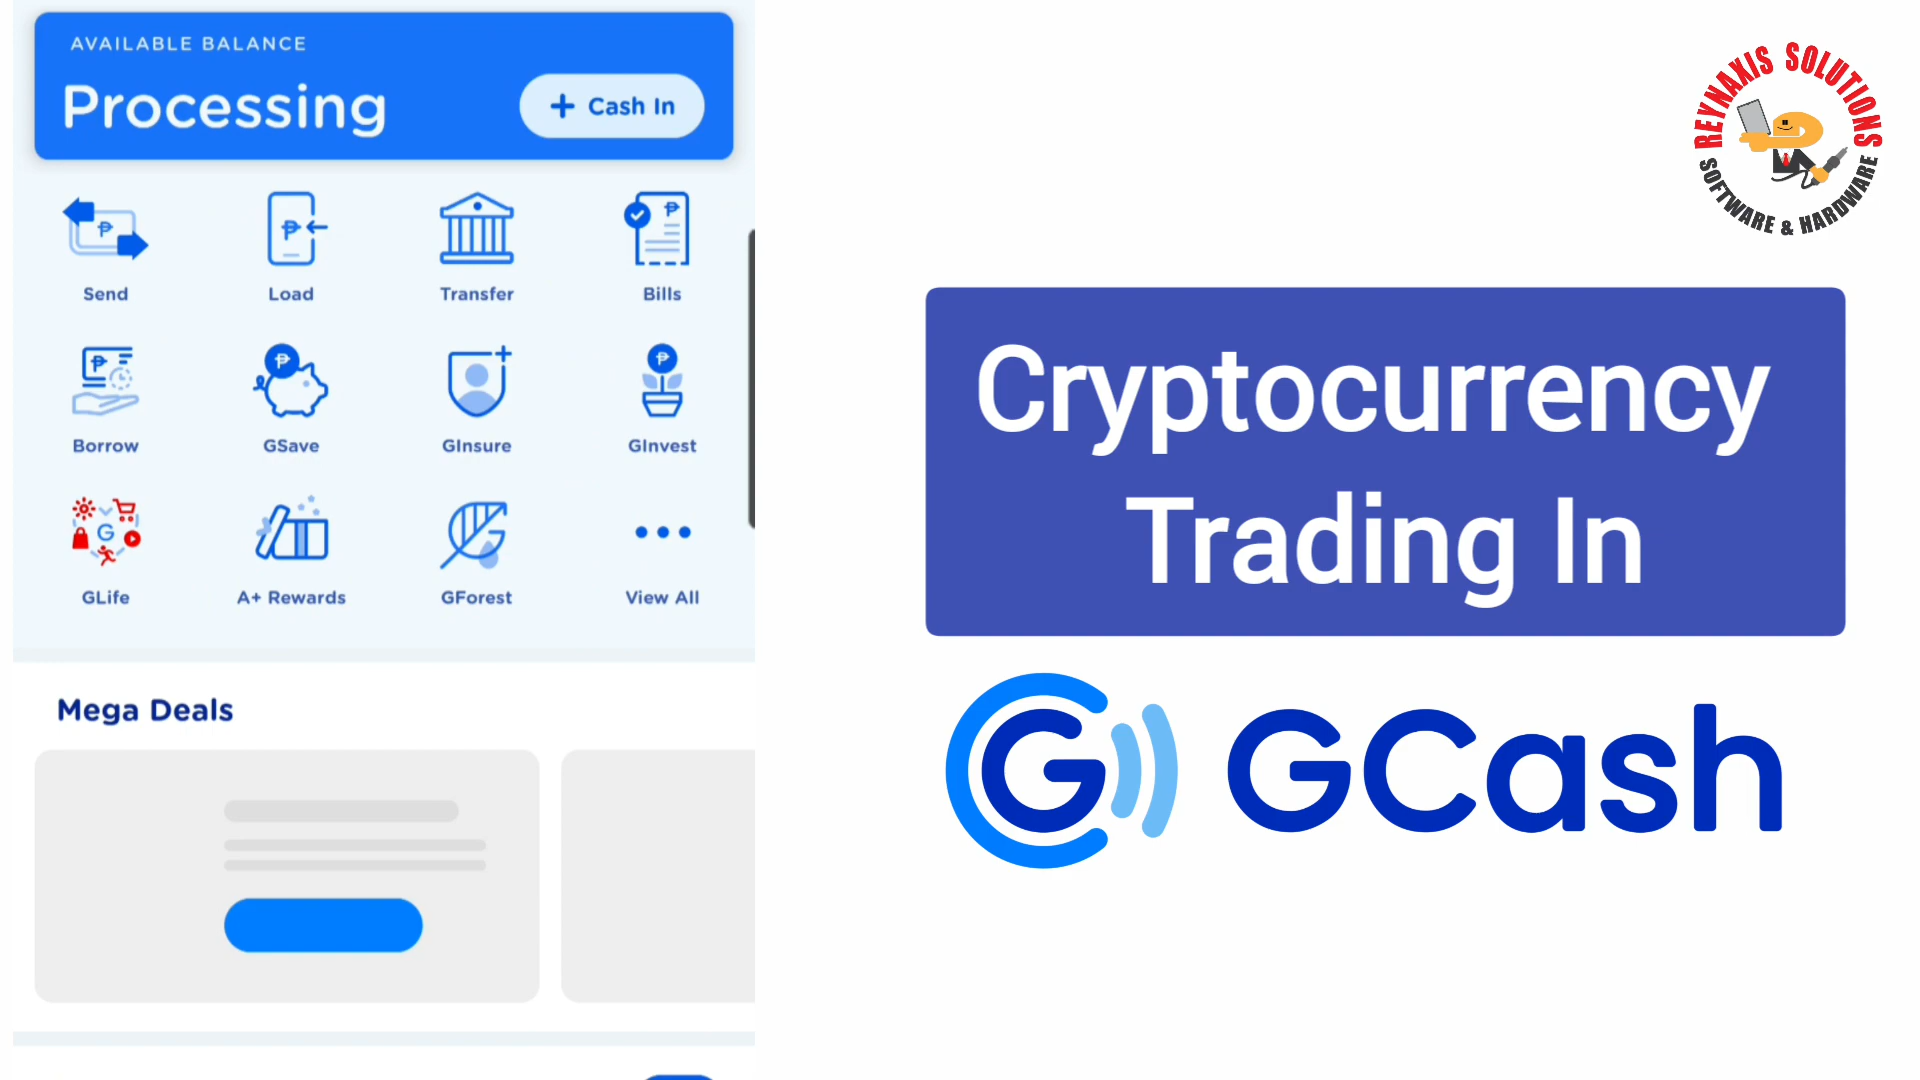 AVAILABLE BALANCE
Processing
+ Cash In
Send
Load
Transfer
Bills
Borrow
GSave
GInsure
GInvest
GLife
A+ Rewards
GForest
View All
Mega Deals
REYNAXIS SOLUTIONS
SOFTWARE & HARDWARE
Cryptocurrency
Trading In
GCash